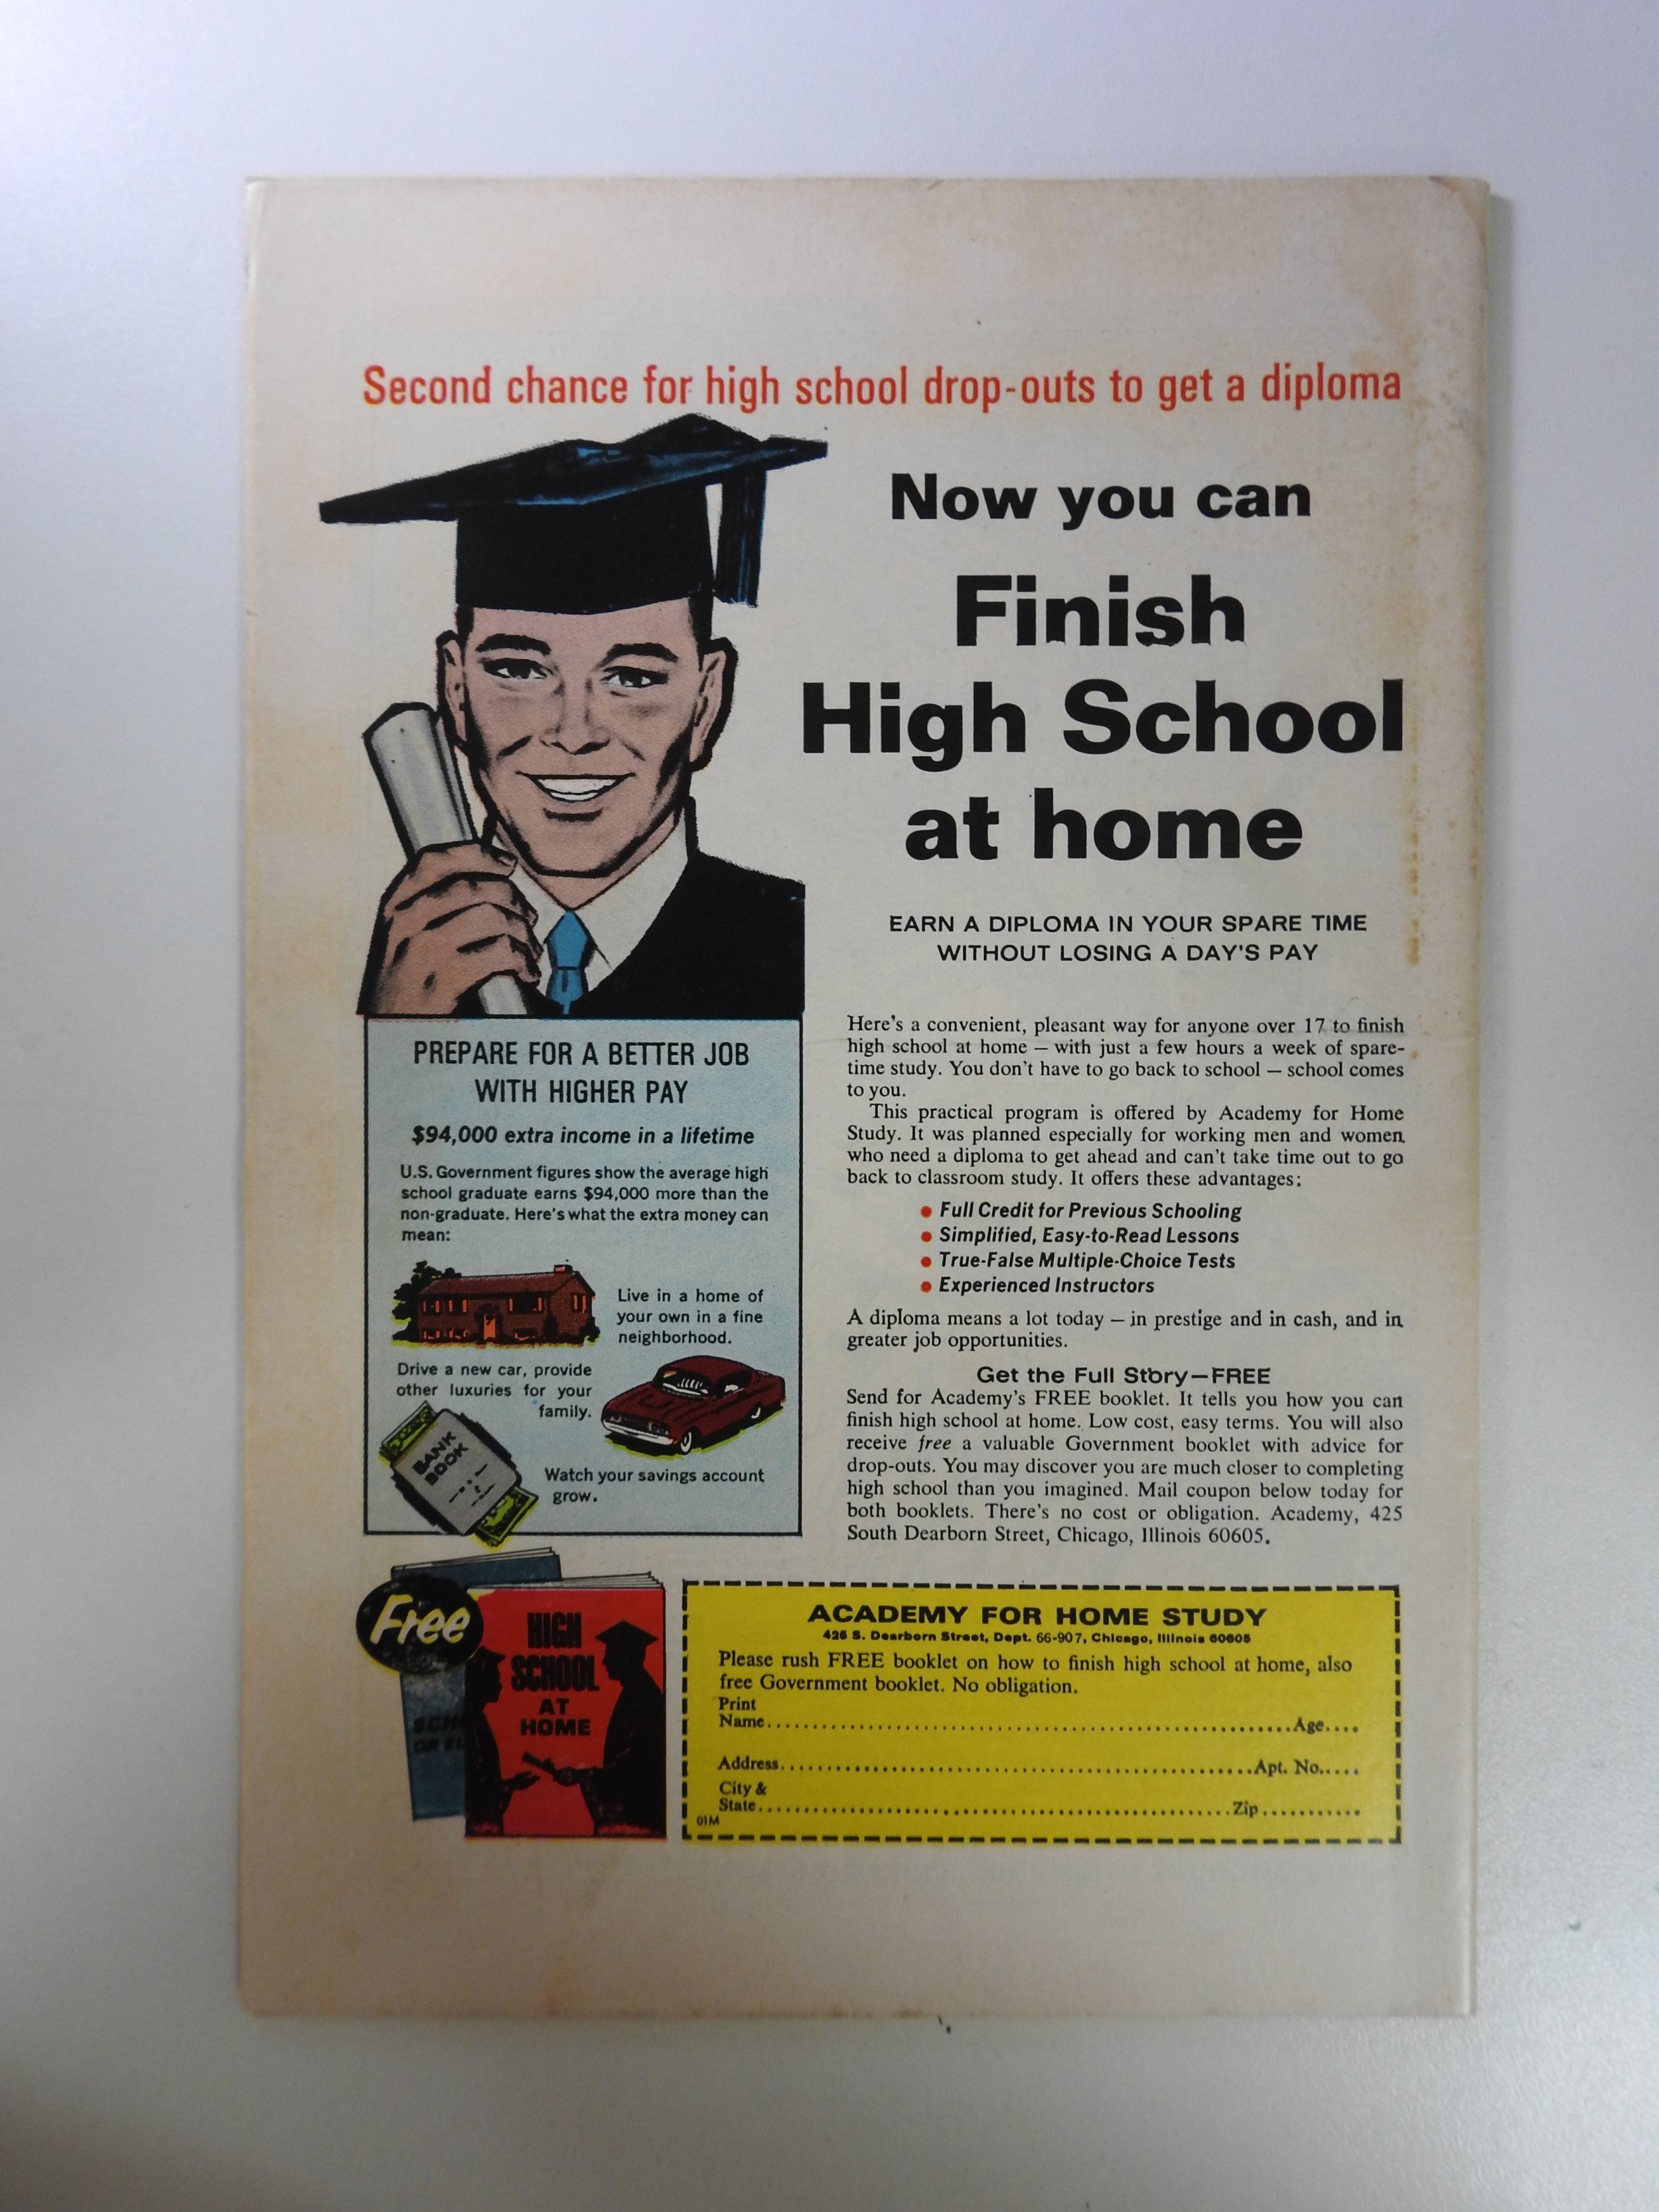 Second chance for high school drop-outs to get a diploma
Now you can
Finish
High School
at home
EARN A DIPLOMA IN YOUR SPARE TIME
WITHOUT LOSING A DAY'S PAY
PREPARE FOR A BETTER JOB
WITH HIGHER PAY
$94,000 extra income in a lifetime
U.S. Government figures show the average high
school graduate earns $94,000 more than the
non-graduate. Here's what the extra money can
mean:
Live in a home of
your own in a fine
neighborhood.
Drive a new car, provide
other luxuries for your
family.
BANK
BOOK
Watch your savings account
grow.
Here's a convenient, pleasant way for anyone over 17 to finish
high school at home — with just a few hours a week of spare-
time study. You don't have to go back to school — school comes
to you.
This practical program is offered by Academy for Home
Study. It was planned especially for working men and women
who need a diploma to get ahead and can't take time out to go
back to classroom study. It offers these advantages:
• Full Credit for Previous Schooling
• Simplified, Easy-to-Read Lessons
• True-False Multiple-Choice Tests
• Experienced Instructors
A diploma means a lot today — in prestige and in cash, and in
greater job opportunities.
Get the Full Story—FREE
Send for Academy's FREE booklet. It tells you how you can
finish high school at home. Low cost, easy terms. You will also
receive free a valuable Government booklet with advice for
drop-outs. You may discover you are much closer to completing
high school than you imagined. Mail coupon below today for
both booklets. There's no cost or obligation. Academy, 425
South Dearborn Street, Chicago, Illinois 60605.
Free
HIGH
SCHOOL
AT
HOME
ACADEMY FOR HOME STUDY
425 S. Dearborn Street, Dept. 66-907, Chicago, Illinois 60605
Please rush FREE booklet on how to finish high school at home, also
free Government booklet. No obligation.
Print
Name..........Age....
Address..........Apt. No.....
City &
State..........Zip..........
01M